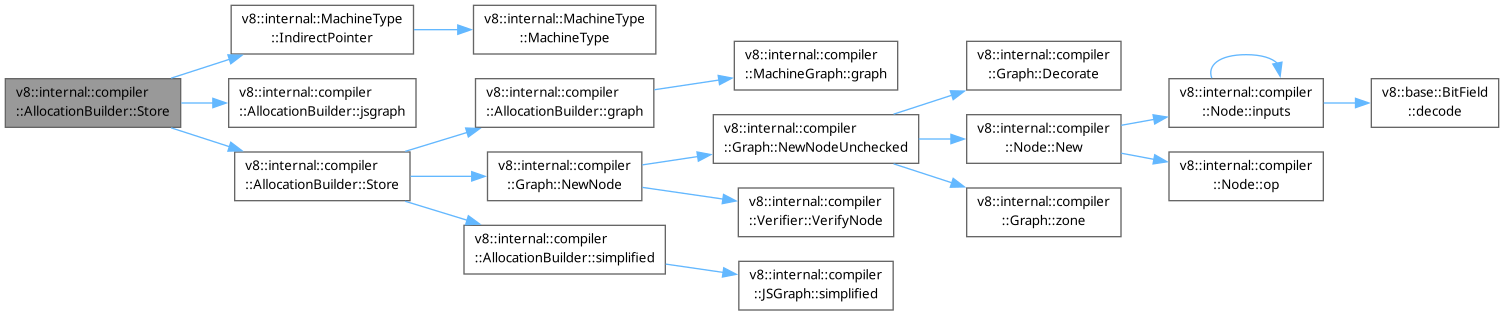 v8::internal::compiler
::AllocationBuilder::Store
v8::internal::MachineType
::IndirectPointer
v8::internal::MachineType
::MachineType
v8::internal::compiler
::AllocationBuilder::jsgraph
v8::internal::compiler
::AllocationBuilder::Store
v8::internal::compiler
::AllocationBuilder::graph
v8::internal::compiler
::MachineGraph::graph
v8::internal::compiler
::Graph::NewNode
v8::internal::compiler
::Graph::NewNodeUnchecked
v8::internal::compiler
::Graph::Decorate
v8::internal::compiler
::Node::New
v8::internal::compiler
::Node::inputs
v8::base::BitField
::decode
v8::internal::compiler
::Node::op
v8::internal::compiler
::Graph::zone
v8::internal::compiler
::Verifier::VerifyNode
v8::internal::compiler
::AllocationBuilder::simplified
v8::internal::compiler
::JSGraph::simplified